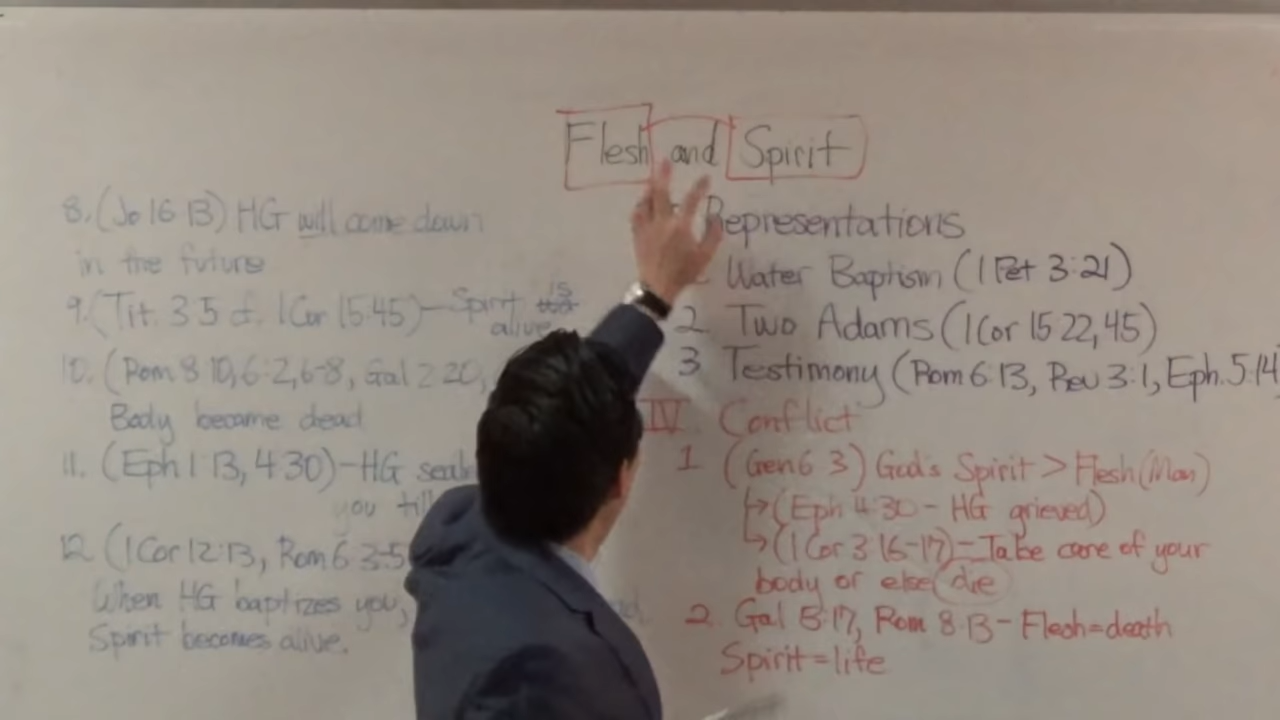 Flesh and Spirit
8. (Jo 16 13) HG will come down
in the future
9. (Tit. 3 5 cf. 1 Cor 15:45) - Spirit is
alive
10. (Rom 8 10, 6:2, 6-8, Gal 2 20,
Body became dead
11. (Eph 1 13, 4 30) - HG
you till
12 (1 Cor 12:13, Rom 6 3-5
When HG baptizes you,
Spirit becomes alive.
Representations
Water Baptism (1 Pet 3:21)
2 Two Adams (1 Cor 15 22, 45)
3 Testimony (Rom 6:13, Rev 3:1, Eph. 5:14
IV Conflict
1 (Gen 6 3) God's Spirit > Flesh (Man)
↳ (Eph 4 30 - HG grieved)
↳ (1 Cor 3 16-17) - Take care of your
body or else die
2. Gal 5:17, Rom 8:13 - Flesh = death
Spirit = life